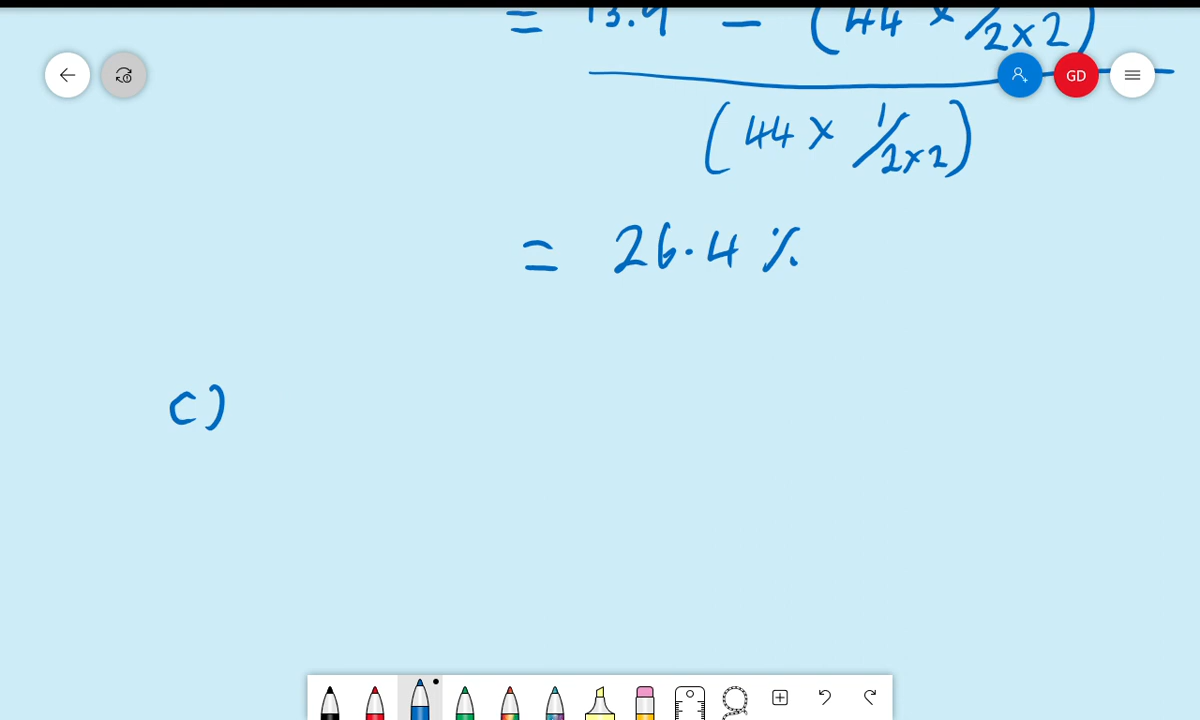 = 13.9 - (44 × 1/2×2)
(44 × 1/2×2)
= 26.4 %
c)
GD